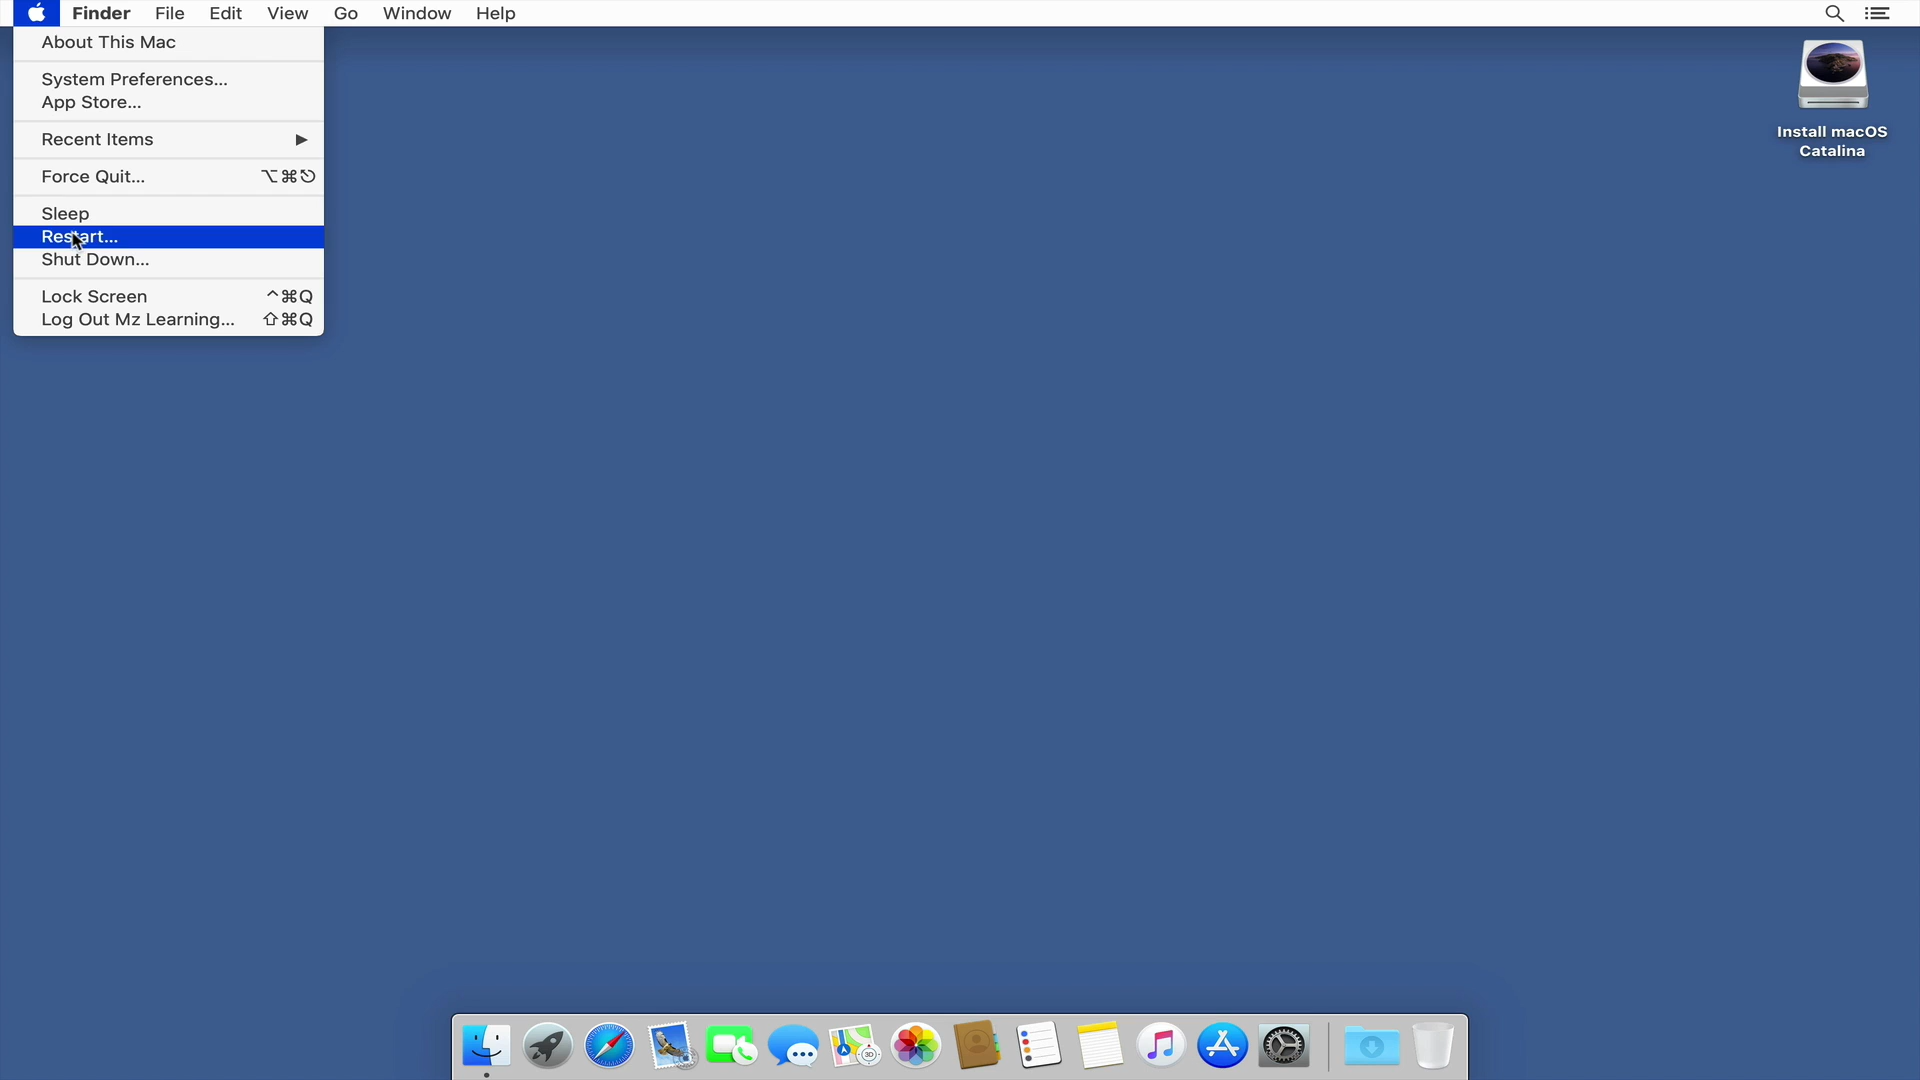 Finder File Edit View Go Window Help
About This Mac
System Preferences...
App Store...
Recent Items ▶
Force Quit... ⌥⌘⎋
Sleep
Restart...
Shut Down...
Lock Screen ^⌘Q
Log Out Mz Learning... ⇧⌘Q
Install macOS
Catalina
3D